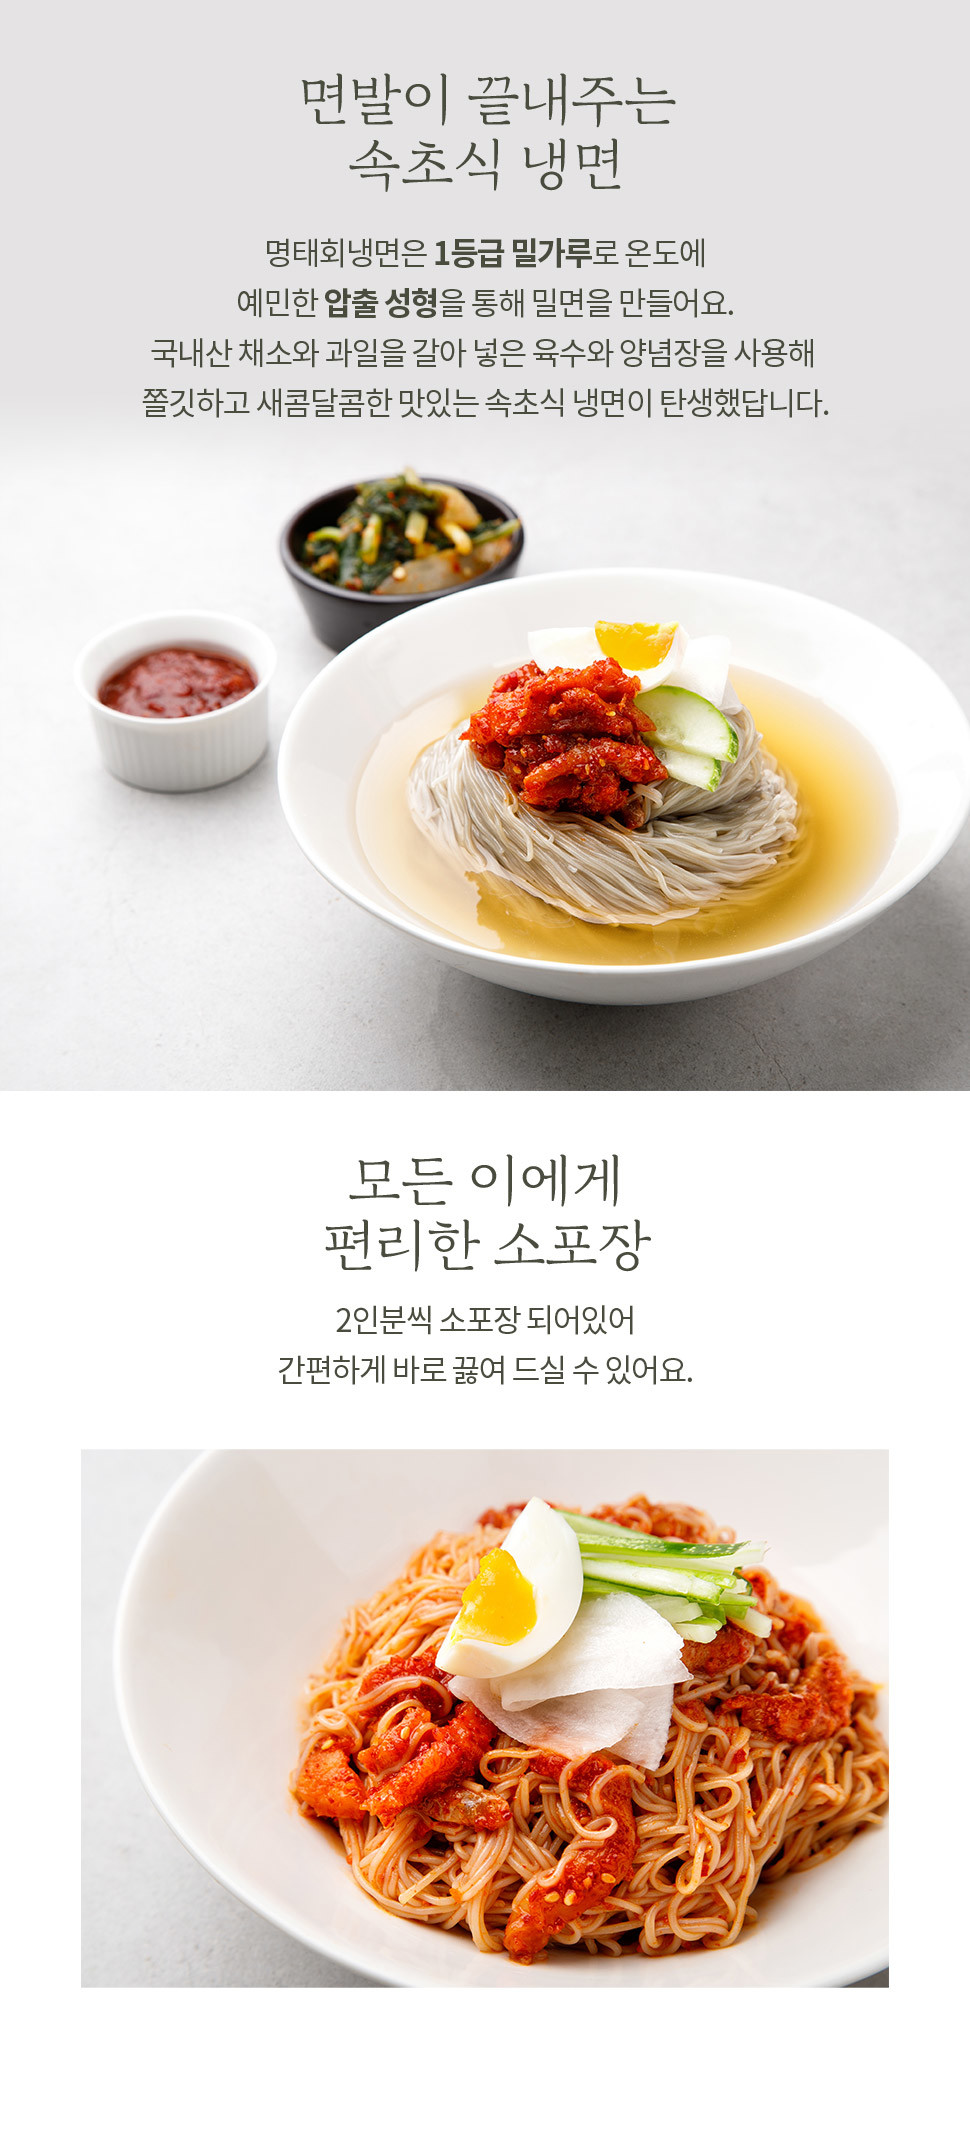 면발이 끝내주는
속초식 냉면
명태회냉면은 1등급 밀가루로 온도에
예민한 압출 성형을 통해 밀면을 만들어요.
국내산 채소와 과일을 갈아 넣은 육수와 양념장을 사용해
쫄깃하고 새콤달콤한 맛있는 속초식 냉면이 탄생했답니다.
모든 이에게
편리한 소포장
2인분씩 소포장 되어있어
간편하게 바로 끓여 드실 수 있어요.